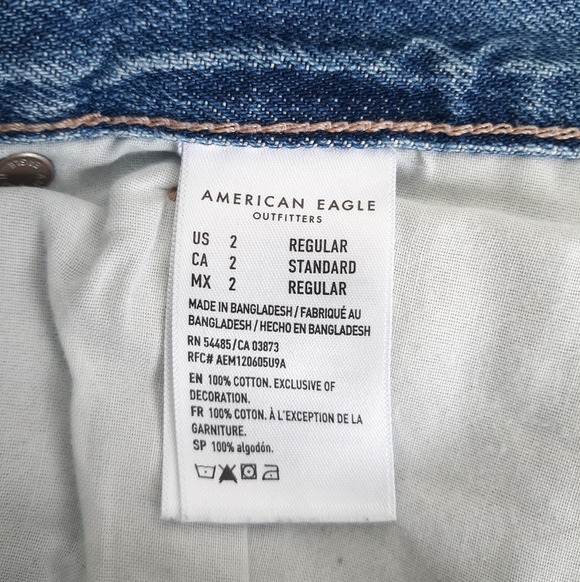 AMERICAN EAGLE
OUTFITTERS
US 2 REGULAR
CA 2 STANDARD
MX 2 REGULAR
MADE IN BANGLADESH / FABRIQUÉ AU
BANGLADESH / HECHO EN BANGLADESH
RN 54485/CA 03873
RFC# AEM120605U9A
EN 100% COTTON. EXCLUSIVE OF
DECORATION.
FR 100% COTON. À L'EXCEPTION DE LA
GARNITURE.
SP 100% algodón.